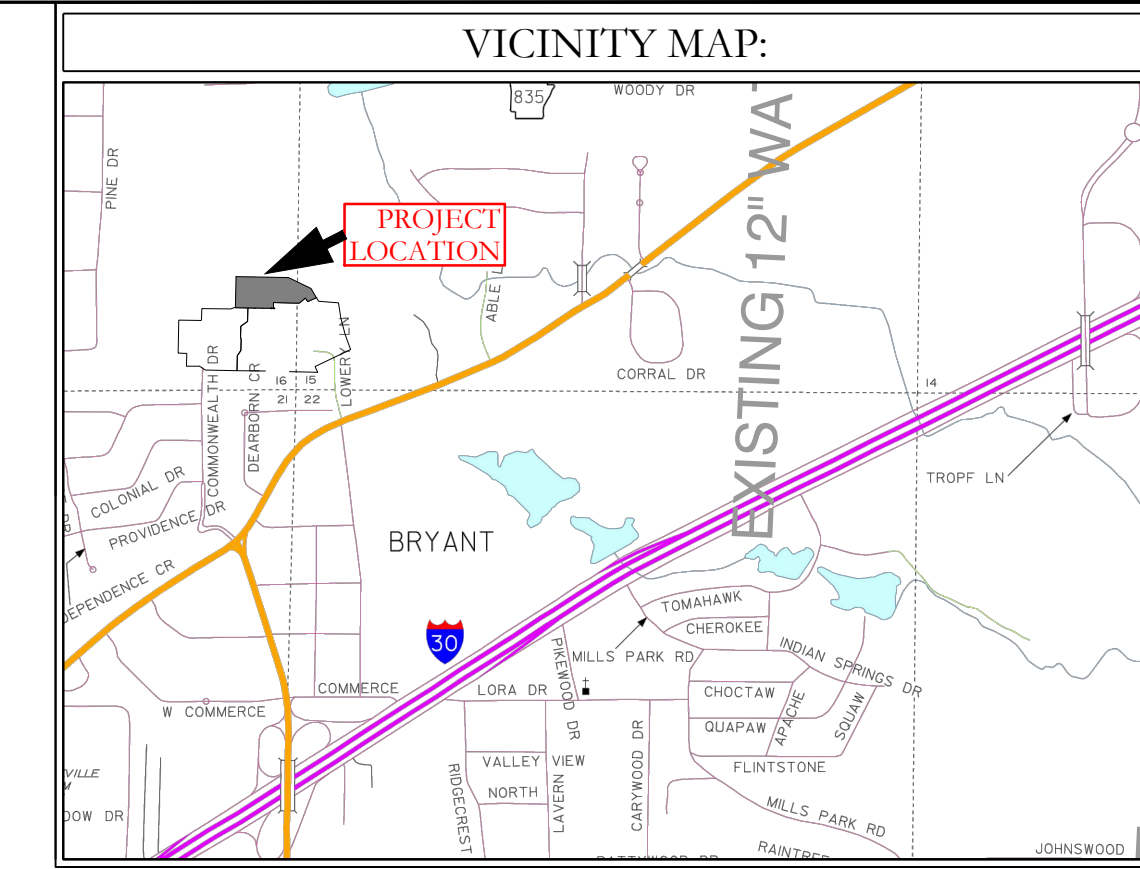 VICINITY MAP:
835
WOODY DR
PINE DR
PROJECT
LOCATION
EXISTING 12" WA
ABLE L
LOWERY LN
COMMONWEALTH DR
DEARBORN CR
16 15
21 22
14
CORRAL DR
TROPF LN
COLONIAL DR
PROVIDENCE DR
DEPENDENCE CR
DR
BRYANT
30
TOMAHAWK
CHEROKEE
MILLS PARK RD
INDIAN SPRINGS DR
PIKEWOOD DR
COMMERCE
LORA DR
W COMMERCE
CHOCTAW
APACHE
SQUAW
QUAPAW
FLINTSTONE
VALLEY VIEW
NORTH
RIDGECREST
LAVERN
CARYWOOD DR
VILLE
M
DOW DR
MILLS PARK RD
RAINTREE
JOHNSWOOD